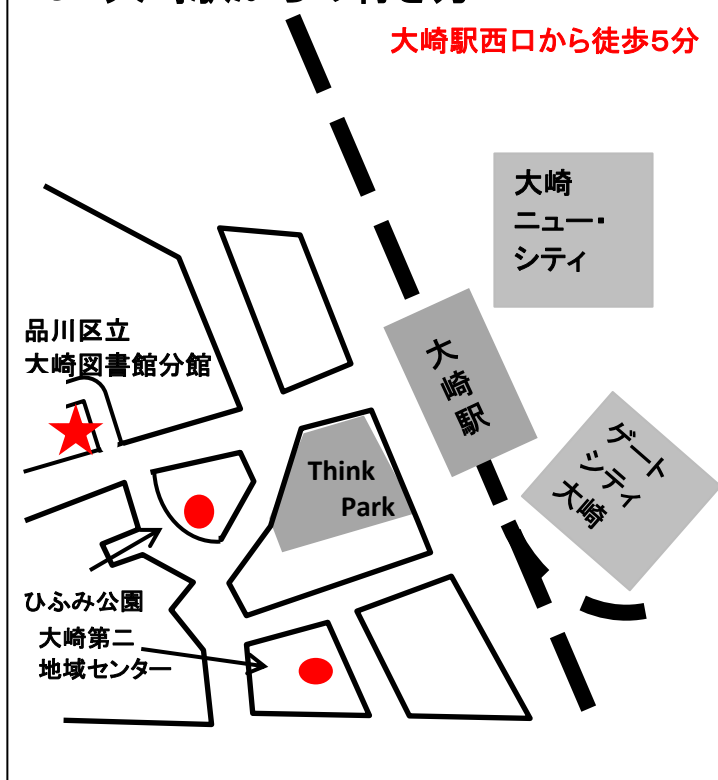 大崎駅西口から徒歩5分
大崎
ニュー・
シティ
品川区立
大崎図書館分館
大崎駅
ゲート
シティ
大崎
Think
Park
ひふみ公園
大崎第二
地域センター